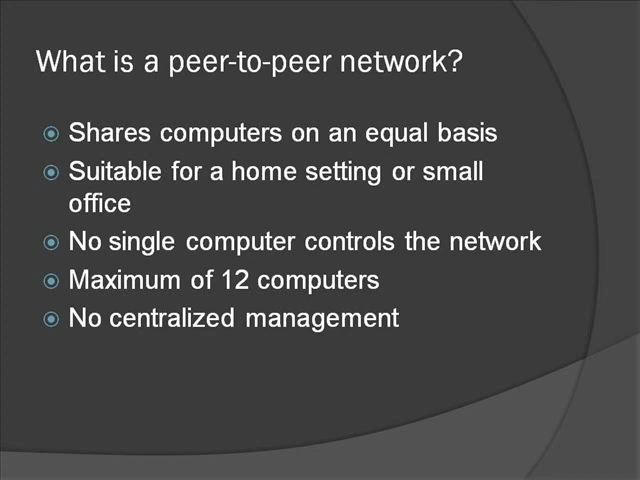 What is a peer-to-peer network?
Shares computers on an equal basis
Suitable for a home setting or small
office
No single computer controls the network
Maximum of 12 computers
No centralized management